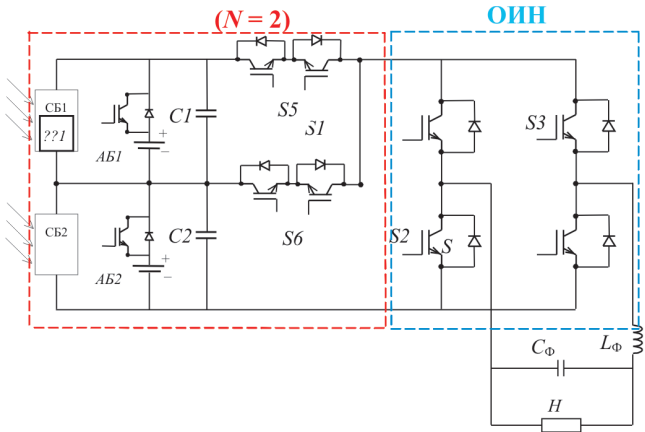 (N = 2)
ОИН
СБ1
??1
АБ1
+
−
C1
S5
S1
S3
СБ2
АБ2
+
−
C2
S6
S2
S
CФ
LФ
Н